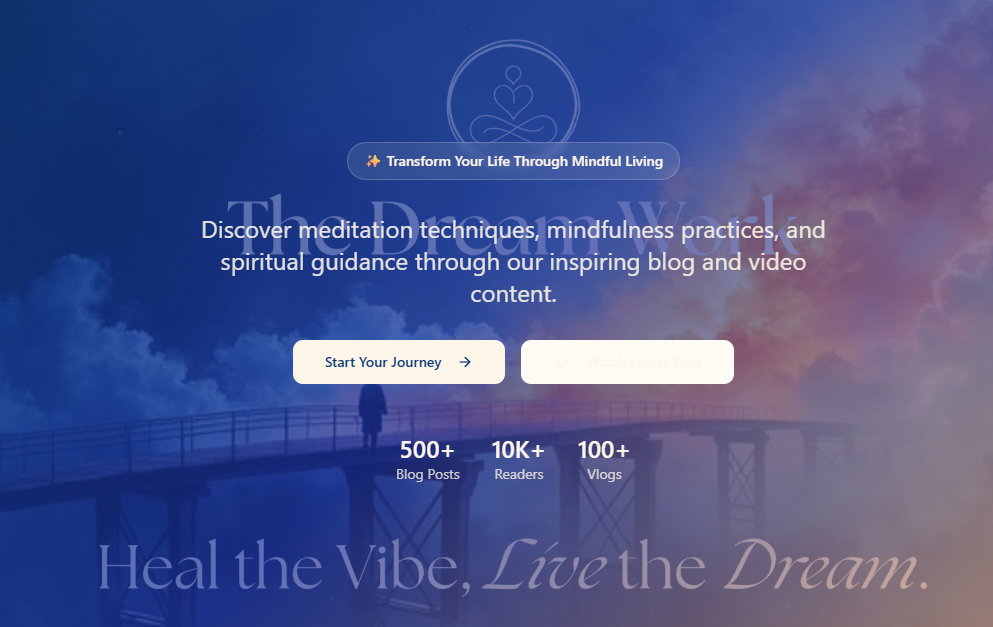 ✨ Transform Your Life Through Mindful Living
The Dream Work
Discover meditation techniques, mindfulness practices, and
spiritual guidance through our inspiring blog and video
content.
Start Your Journey →
Watch Latest Vlog
500+ 10K+ 100+
Blog Posts Readers Vlogs
Heal the Vibe, Live the Dream.